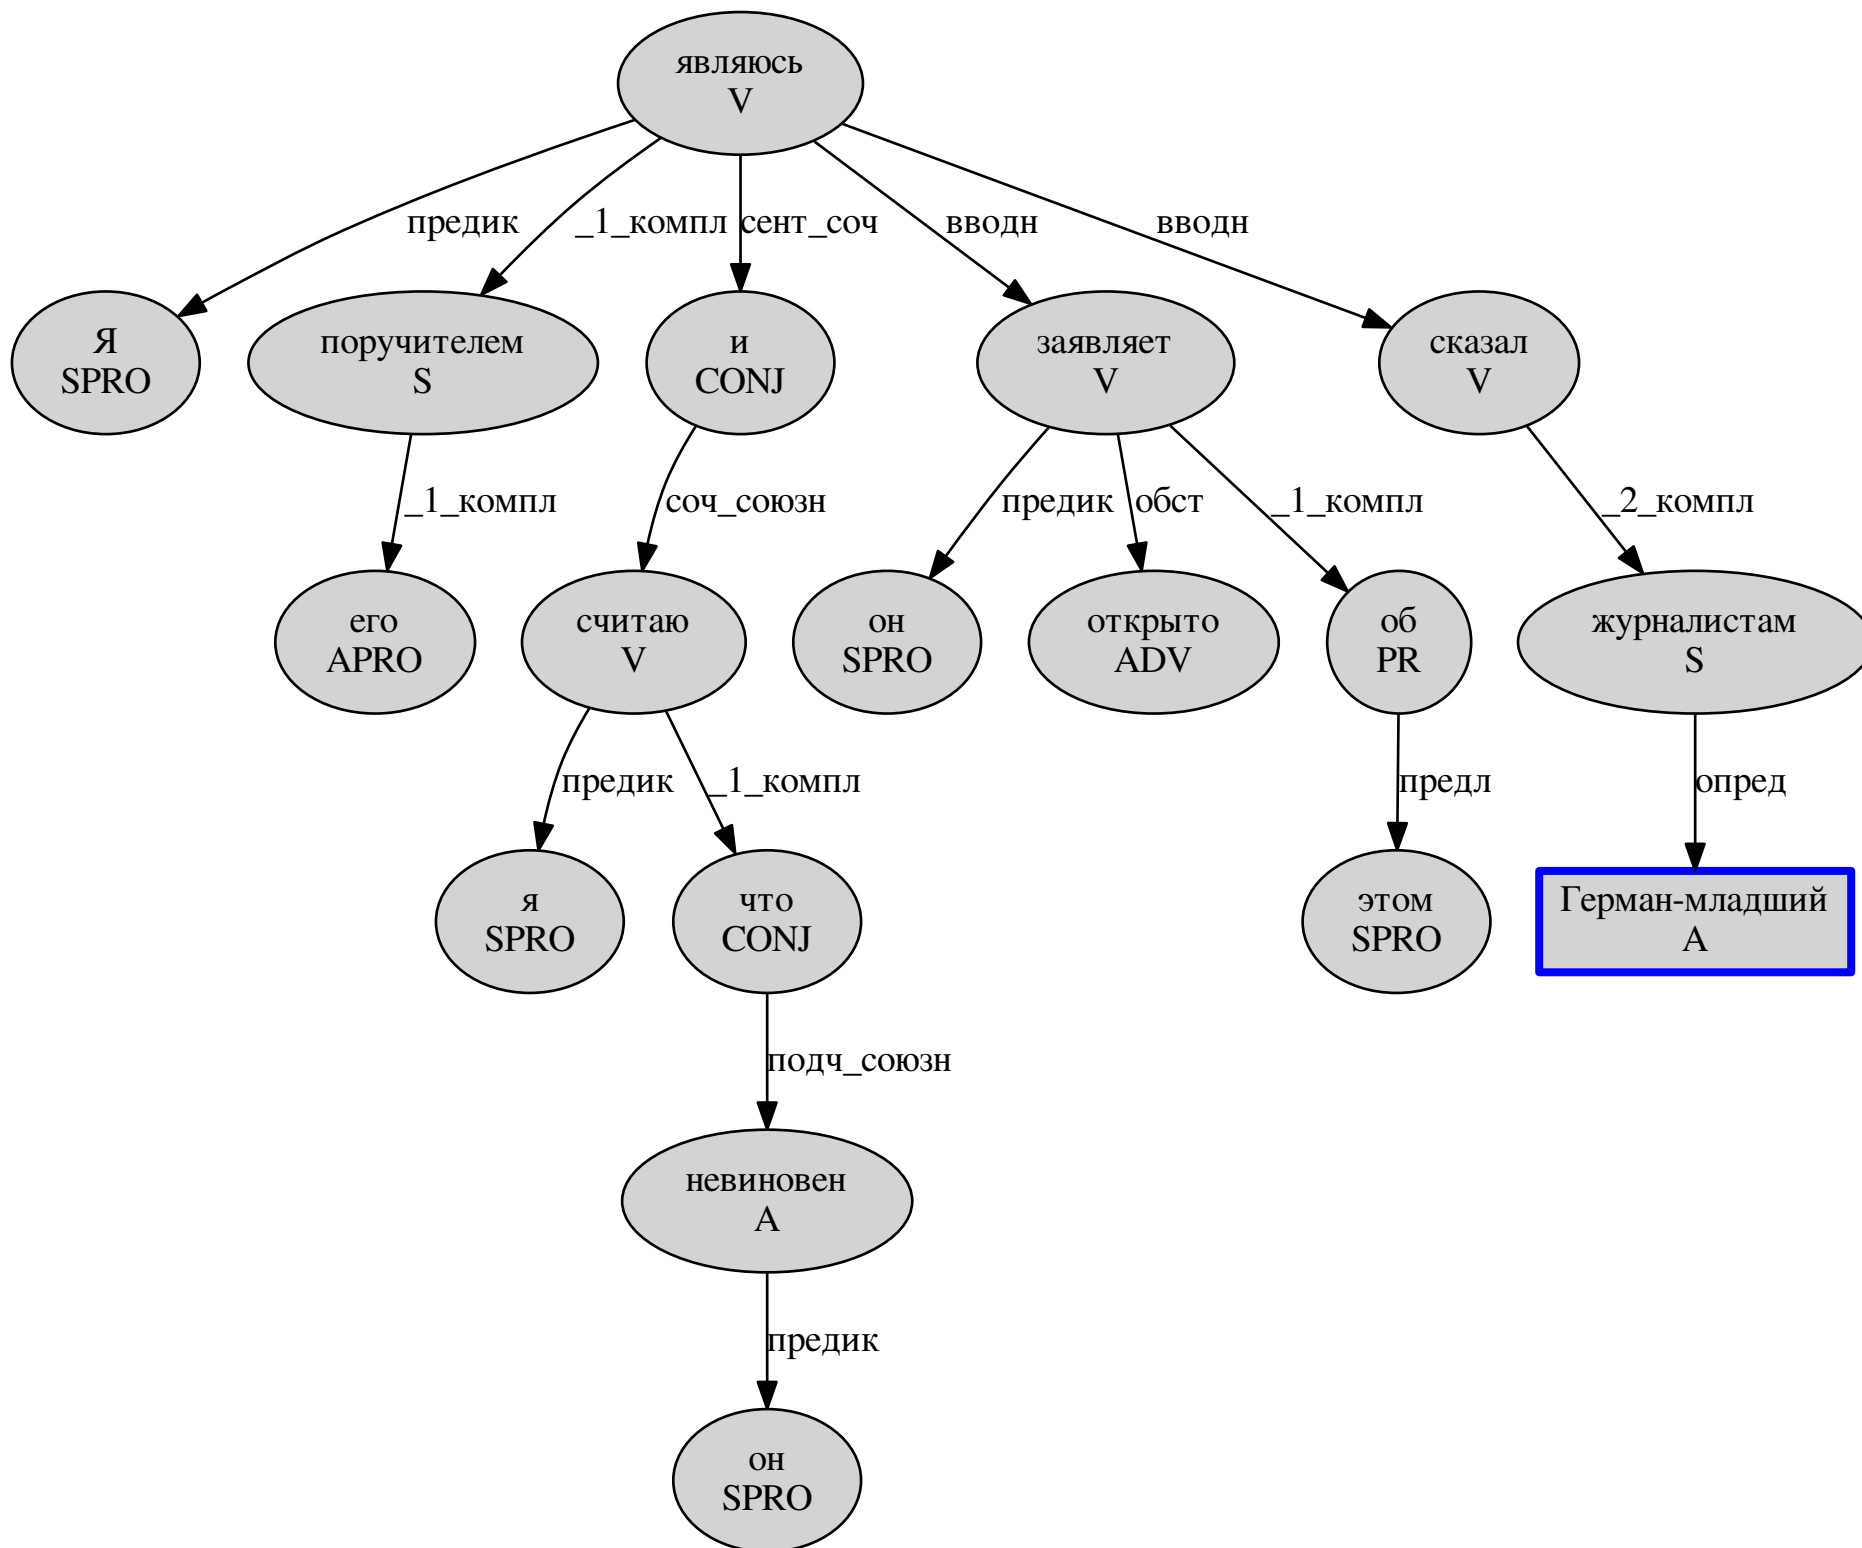 являюсь
V
предик
_1_компл
сент_соч
вводн
вводн
Я
SPRO
поручителем
S
и
CONJ
заявляет
V
сказал
V
_1_компл
соч_союзн
предик
обст
_1_компл
_2_компл
его
APRO
считаю
V
он
SPRO
открыто
ADV
об
PR
журналистам
S
предик
_1_компл
предл
опред
я
SPRO
что
CONJ
этом
SPRO
Герман-младший
A
подч_союзн
невиновен
A
предик
он
SPRO